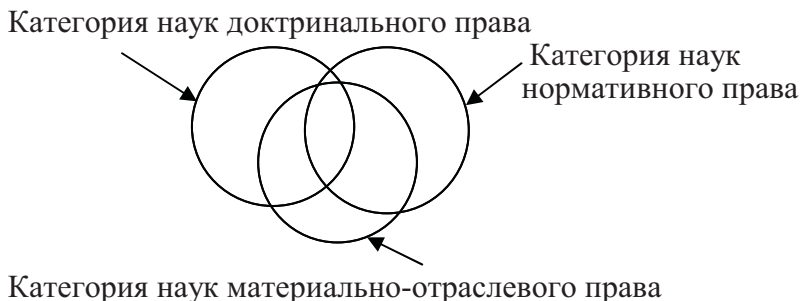 Категория наук доктринального права
Категория наук
нормативного права
Категория наук материально-отраслевого права